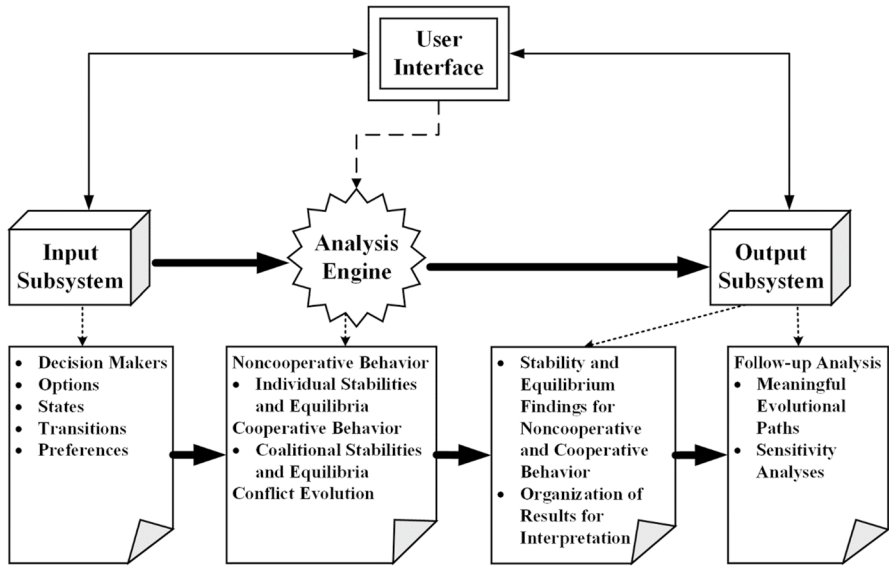 User
Interface
Input
Subsystem
Analysis
Engine
Output
Subsystem
• Decision Makers
• Options
• States
• Transitions
• Preferences
Noncooperative Behavior
• Individual Stabilities
and Equilibria
Cooperative Behavior
• Coalitional Stabilities
and Equilibria
Conflict Evolution
• Stability and
Equilibrium
Findings for
Noncooperative
and Cooperative
Behavior
• Organization of
Results for
Interpretation
Follow-up Analysis
• Meaningful
Evolutional
Paths
• Sensitivity
Analyses